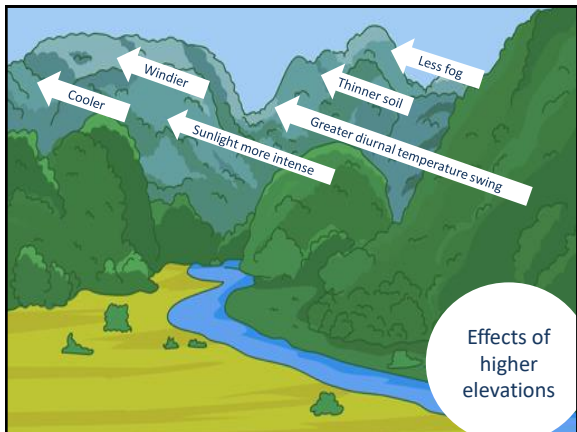 Less fog
Windier
Thinner soil
Cooler
Greater diurnal temperature swing
Sunlight more intense
Effects of
higher
elevations